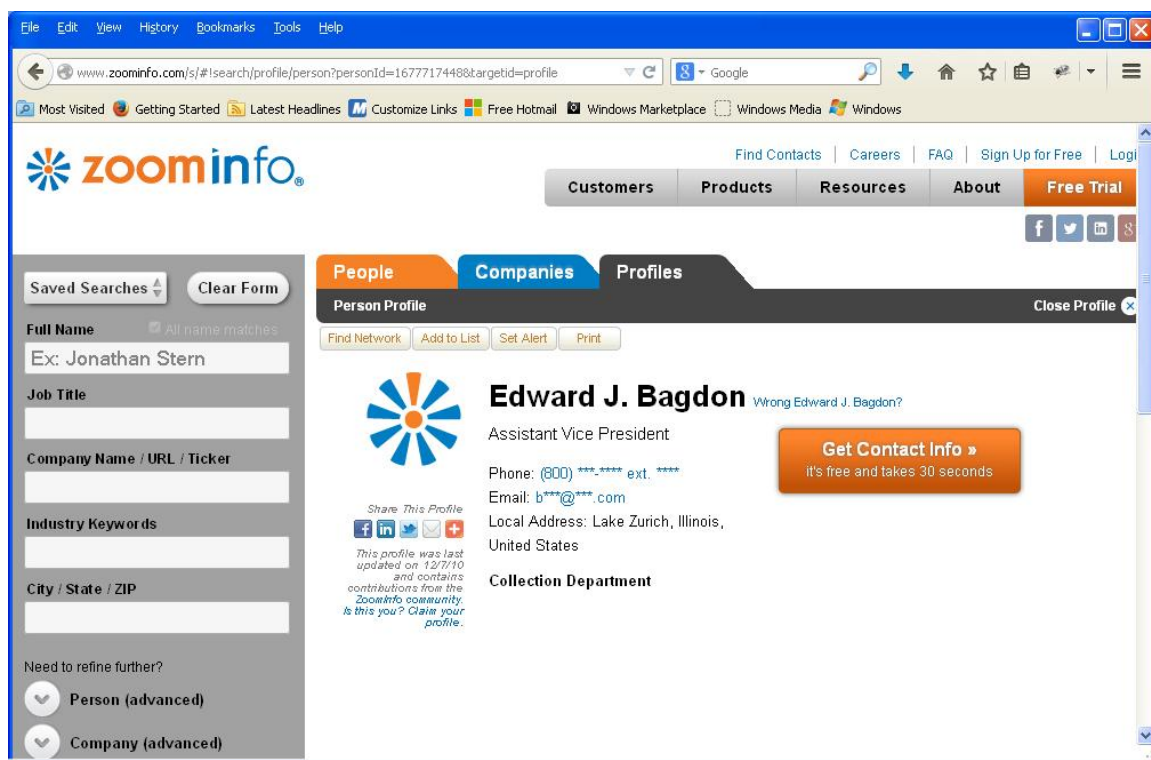 File Edit View History Bookmarks Tools Help
www.zoominfo.com/s/#!search/profile/person?personId=1677717448&targetid=profile
8 Google
Most Visited Getting Started Latest Headlines Customize Links Free Hotmail Windows Marketplace Windows Media Windows
zoominfo®
Find Contacts | Careers | FAQ | Sign Up for Free | Logi
Customers Products Resources About Free Trial
f in 8
People Companies Profiles
Person Profile Close Profile
Saved Searches Clear Form
Find Network Add to List Set Alert Print
Full Name All name matches
Ex: Jonathan Stern
Job Title
Company Name / URL / Ticker
Industry Keywords
City / State / ZIP
Need to refine further?
Person (advanced)
Company (advanced)
Edward J. Bagdon Wrong Edward J. Bagdon?
Assistant Vice President
Get Contact Info »
it's free and takes 30 seconds
Phone: (800) ***-**** ext. ****
Email: b***@***.com
Local Address: Lake Zurich, Illinois,
United States
Collection Department
Share This Profile
f in
This profile was last
updated on 12/7/10
and contains
contributions from the
ZoomInfo community.
Is this you? Claim your
profile.